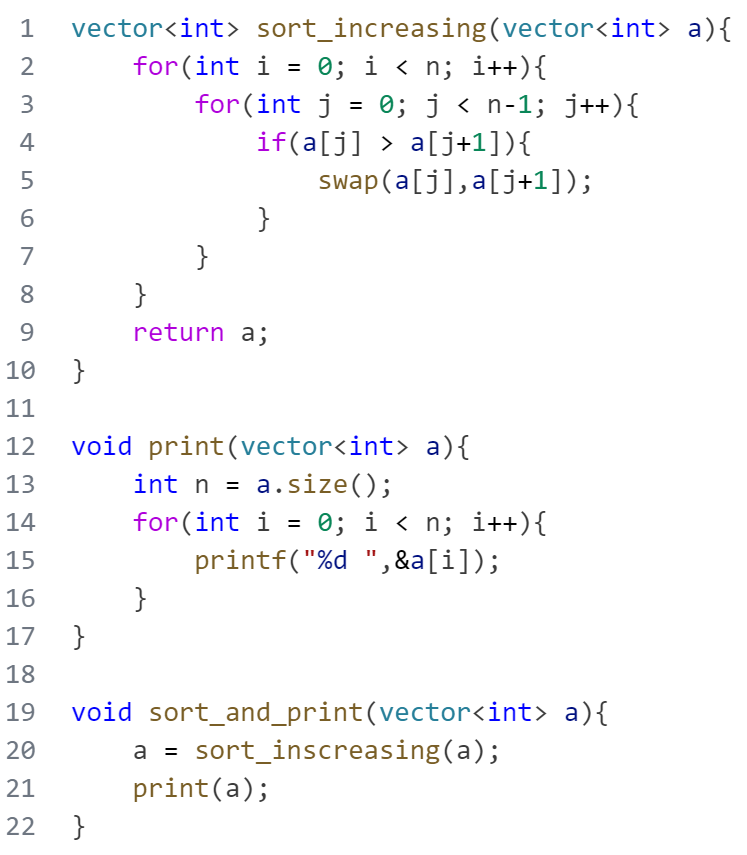 1 vector<int> sort_increasing(vector<int> a){
2     for(int i = 0; i < n; i++){
3         for(int j = 0; j < n-1; j++){
4             if(a[j] > a[j+1]){
5                 swap(a[j],a[j+1]);
6             }
7         }
8     }
9     return a;
10 }
11
12 void print(vector<int> a){
13     int n = a.size();
14     for(int i = 0; i < n; i++){
15         printf("%d ",&a[i]);
16     }
17 }
18
19 void sort_and_print(vector<int> a){
20     a = sort_inscreasing(a);
21     print(a);
22 }